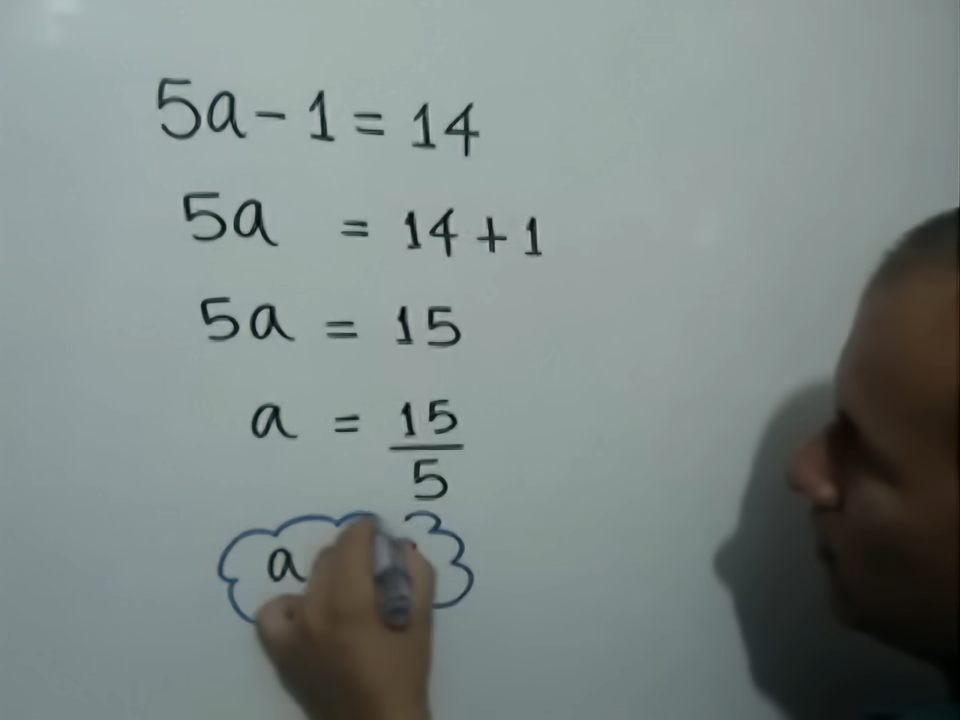 5a - 1 = 14
5a = 14 + 1
5a = 15
a = 15/5
a